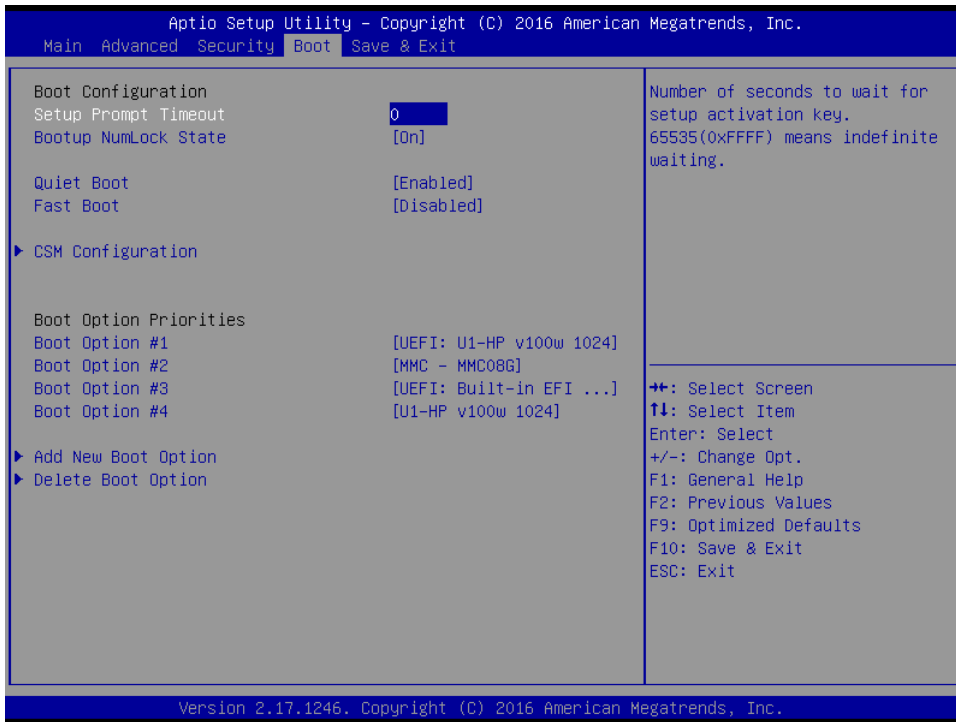 Aptio Setup Utility – Copyright (C) 2016 American Megatrends, Inc.
Main Advanced Security Boot Save & Exit
Boot Configuration
Setup Prompt Timeout 0
Bootup NumLock State [On]
Quiet Boot [Enabled]
Fast Boot [Disabled]
CSM Configuration
Boot Option Priorities
Boot Option #1 [UEFI: U1-HP v100w 1024]
Boot Option #2 [MMC - MMC08G]
Boot Option #3 [UEFI: Built-in EFI ...]
Boot Option #4 [U1-HP v100w 1024]
Add New Boot Option
Delete Boot Option
Number of seconds to wait for
setup activation key.
65535(0xFFFF) means indefinite
waiting.
→←: Select Screen
↑↓: Select Item
Enter: Select
+/-: Change Opt.
F1: General Help
F2: Previous Values
F9: Optimized Defaults
F10: Save & Exit
ESC: Exit
Version 2.17.1246. Copyright (C) 2016 American Megatrends, Inc.